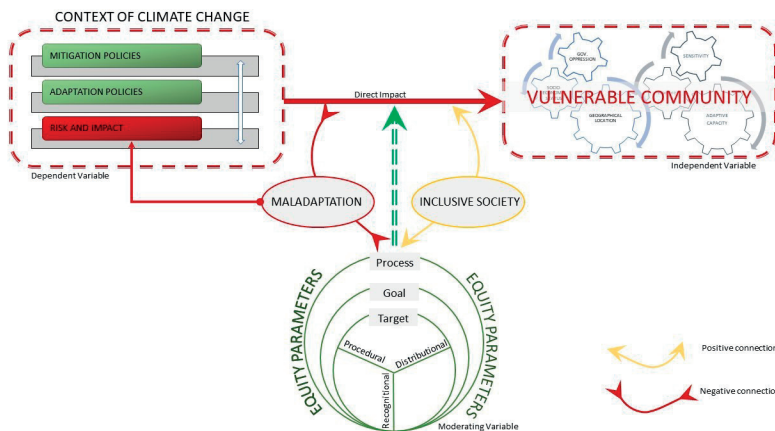 CONTEXT OF CLIMATE CHANGE
MITIGATION POLICIES
ADAPTATION POLICIES
RISK AND IMPACT
Dependent Variable
Direct Impact
GOV.
OPPRESSION
SENSITIVITY
VULNERABLE COMMUNITY
GEOGRAPHICAL
LOCATION
ADAPTIVE
CAPACITY
Independent Variable
MALADAPTATION
INCLUSIVE SOCIETY
Process
Goal
Target
EQUITY PARAMETERS
EQUITY PARAMETERS
Procedural
Distributional
Recognitional
Moderating Variable
Positive connection
Negative connection